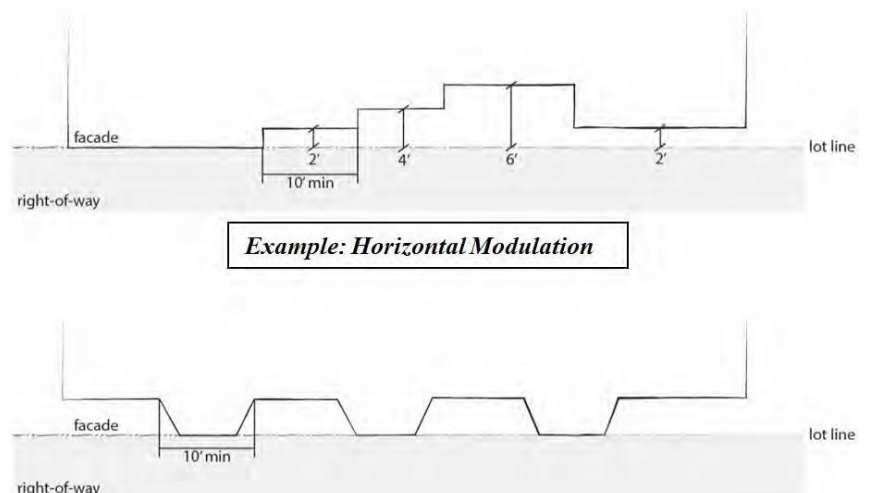 facade
2'
4'
6'
2'
lot line
10' min
right-of-way
Example: Horizontal Modulation
facade
lot line
10' min
right-of-way